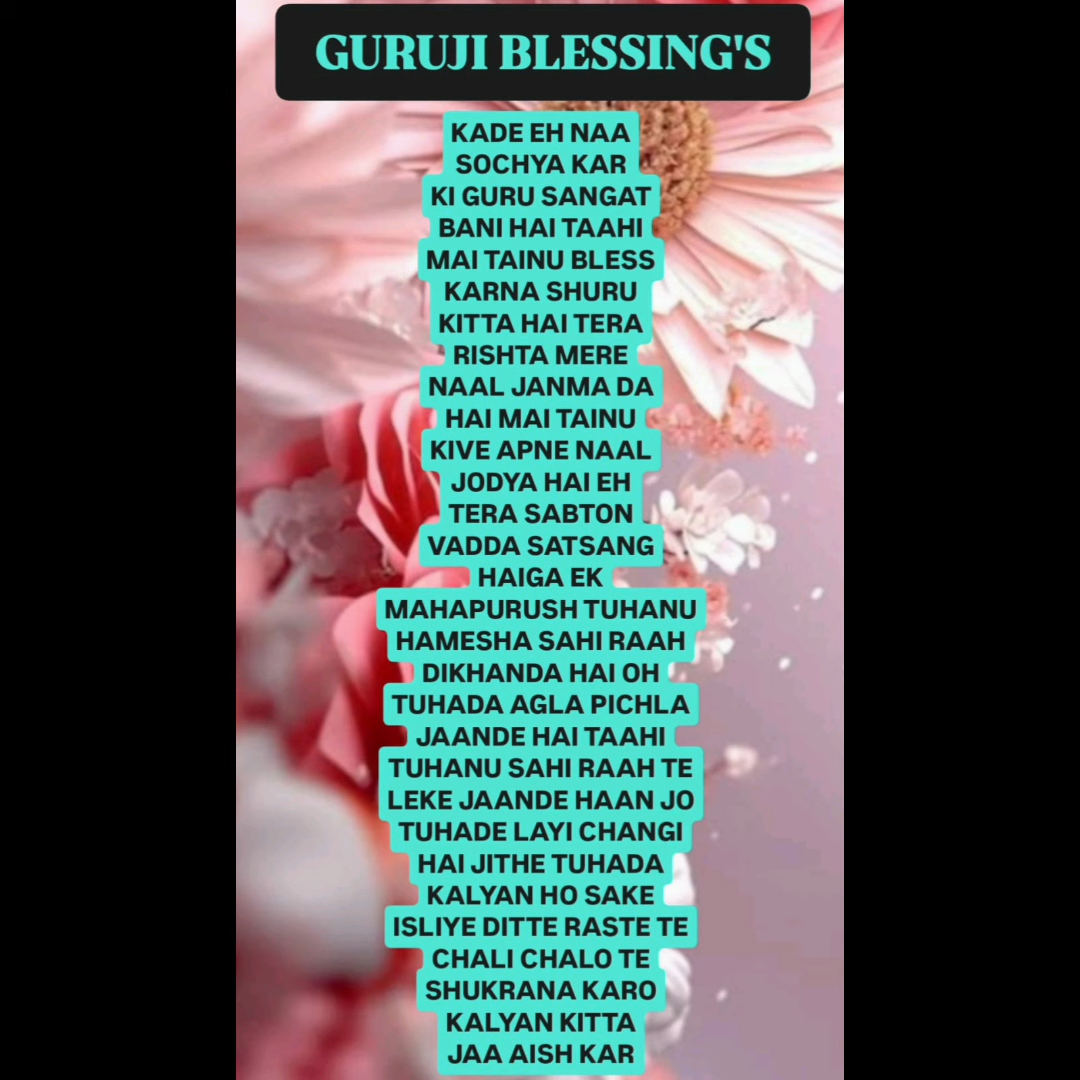 GURUJI BLESSING'S
KADE EH NAA
SOCHYA KAR
KI GURU SANGAT
BANI HAI TAAHI
MAI TAINU BLESS
KARNA SHURU
KITTA HAI TERA
RISHTA MERE
NAAL JANMA DA
HAI MAI TAINU
KIVE APNE NAAL
JODYA HAI EH
TERA SABTON
VADDA SATSANG
HAIGA EK
MAHAPURUSH TUHANU
HAMESHA SAHI RAAH
DIKHANDA HAI OH
TUHADA AGLA PICHLA
JAANDE HAI TAAHI
TUHANU SAHI RAAH TE
LEKE JAANDE HAAN JO
TUHADE LAYI CHANGI
HAI JITHE TUHADA
KALYAN HO SAKE
ISLIYE DITTE RASTE TE
CHALI CHALO TE
SHUKRANA KARO
KALYAN KITTA
JAA AISH KAR